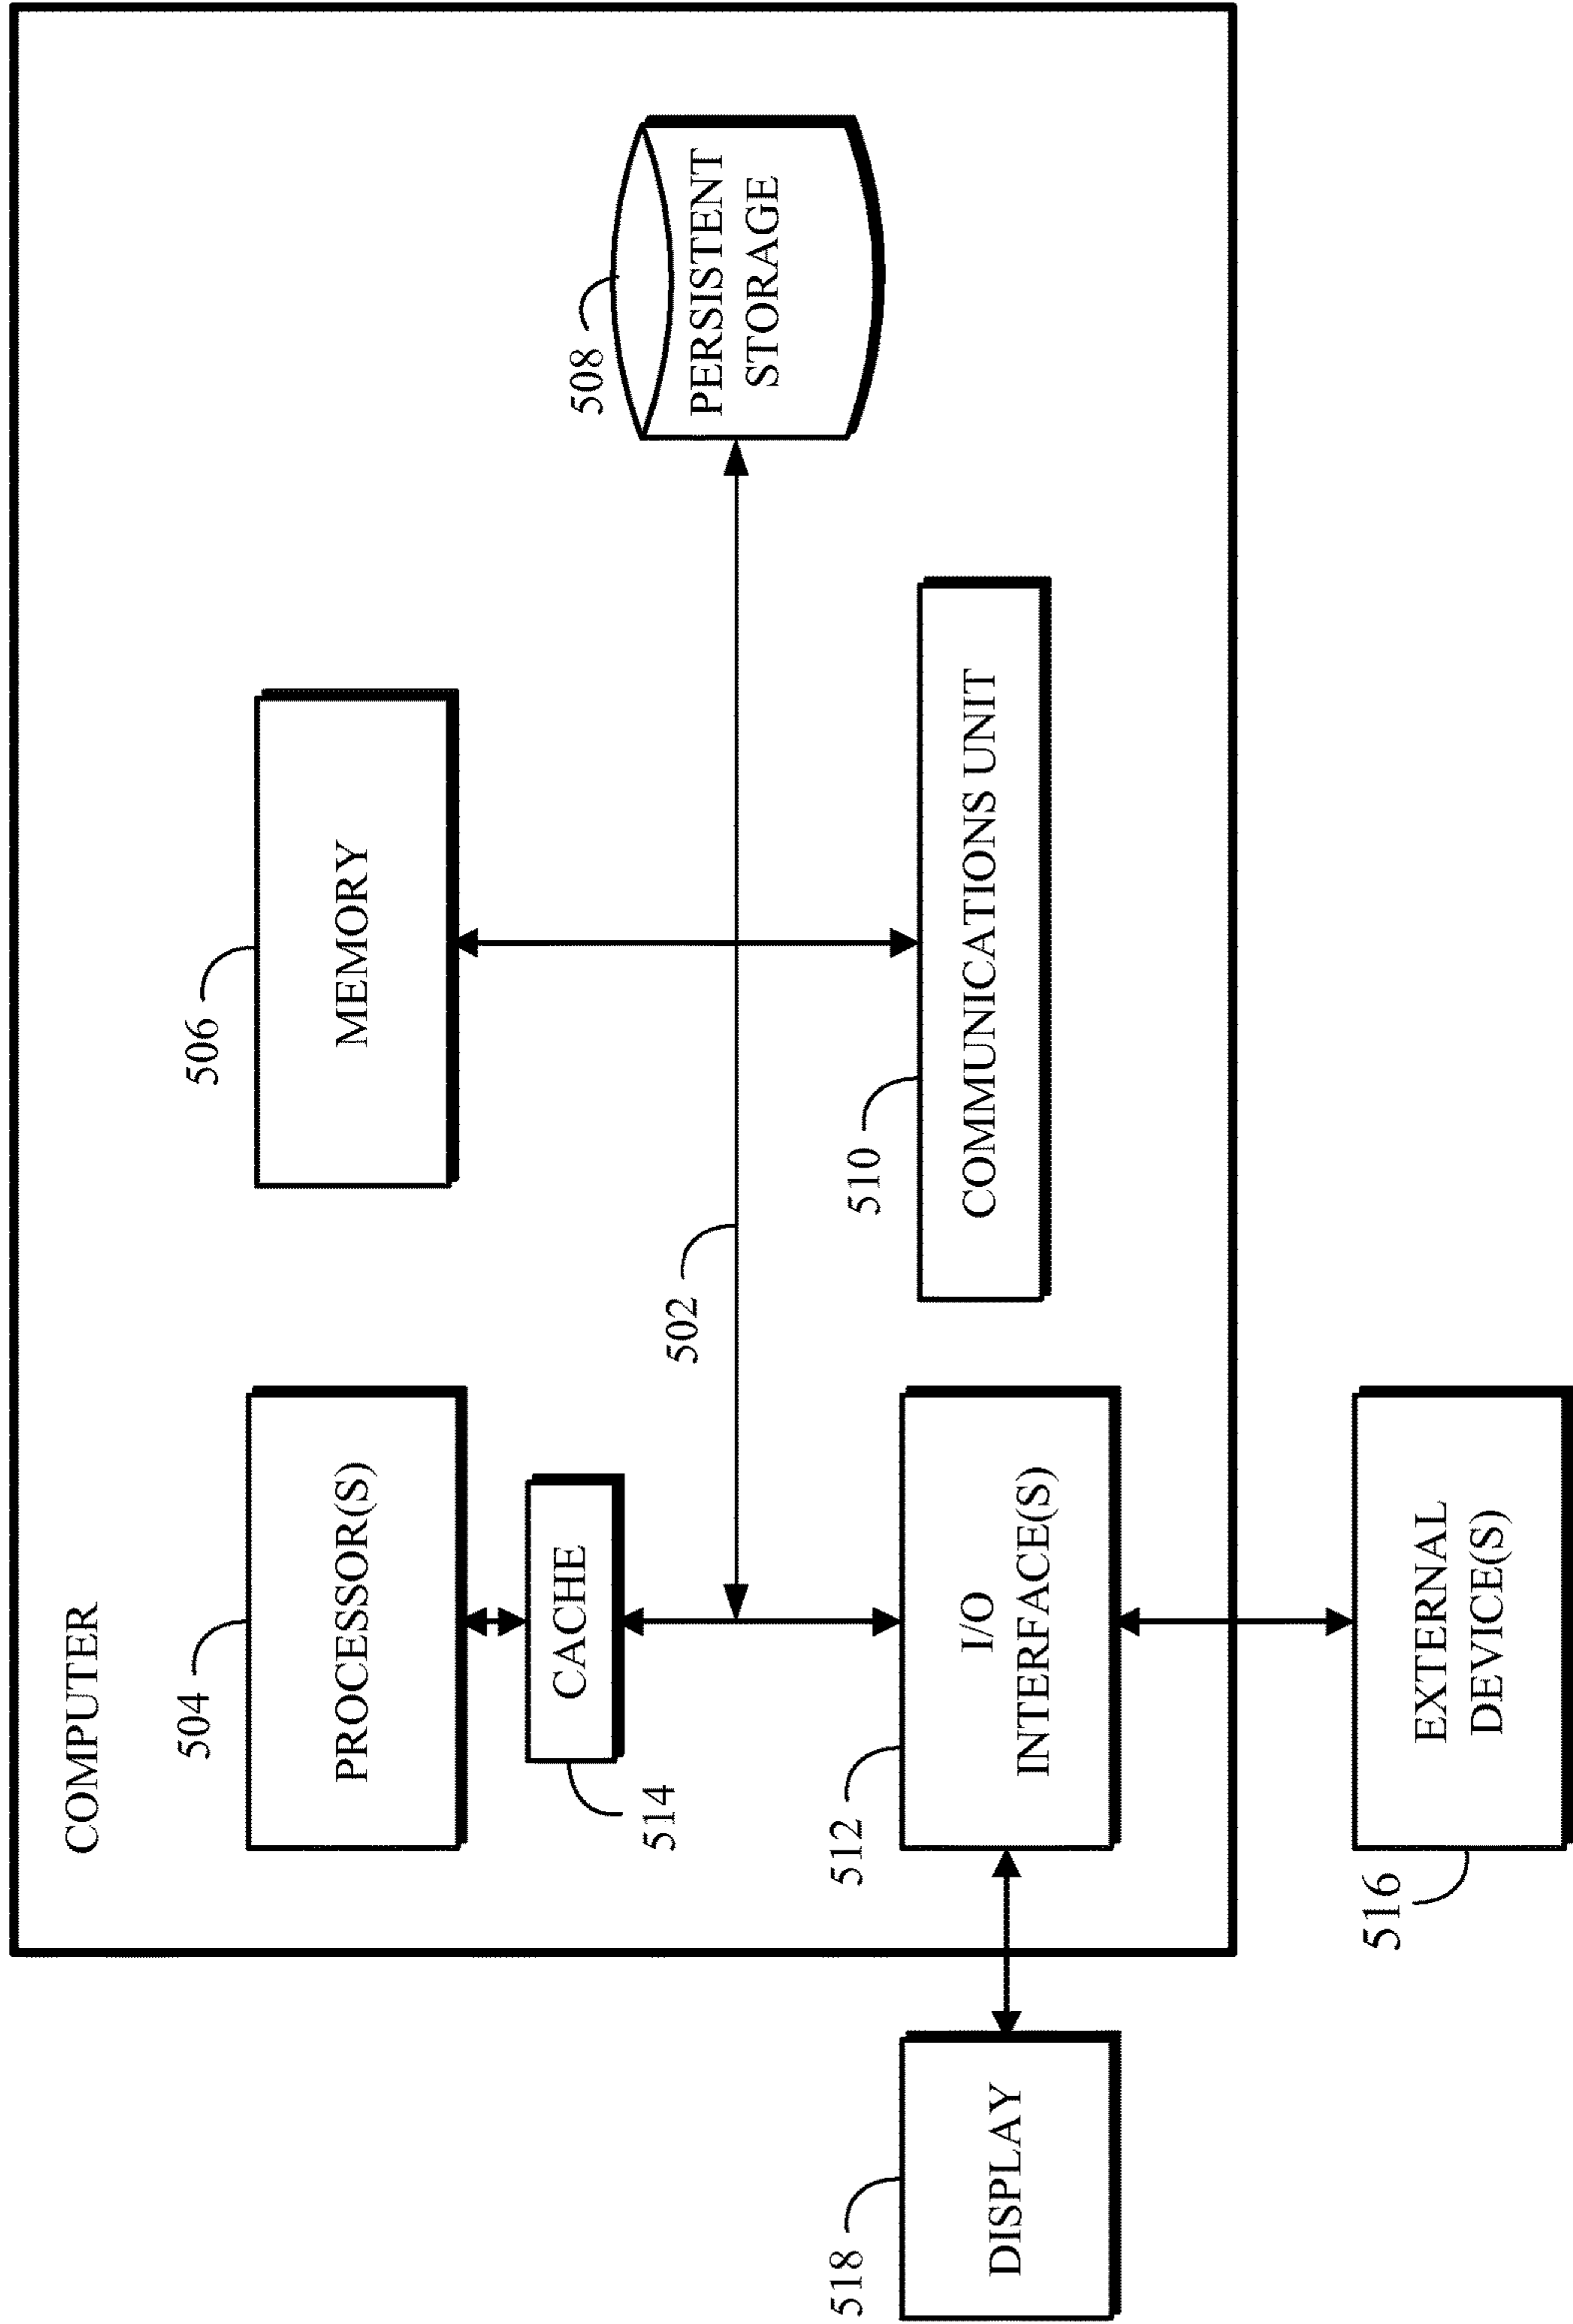 COMPUTER
504
PROCESSOR(S)
506
MEMORY
514
CACHE
502
508
PERSISTENT
STORAGE
518
DISPLAY
512
I/O
INTERFACE(S)
510
COMMUNICATIONS UNIT
516
EXTERNAL
DEVICE(S)